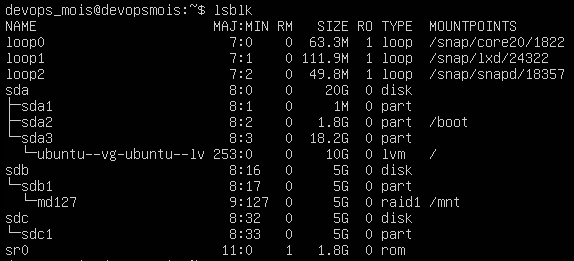 devops_mois@devopsmois:~$ lsblk
NAME                      MAJ:MIN RM   SIZE RO TYPE  MOUNTPOINTS
loop0                       7:0    0  63.3M  1 loop  /snap/core20/1822
loop1                       7:1    0 111.9M  1 loop  /snap/lxd/24322
loop2                       7:2    0  49.8M  1 loop  /snap/snapd/18357
sda                         8:0    0    20G  0 disk
├─sda1                      8:1    0     1M  0 part
├─sda2                      8:2    0   1.8G  0 part  /boot
└─sda3                      8:3    0  18.2G  0 part
  └─ubuntu--vg-ubuntu--lv 253:0    0    10G  0 lvm   /
sdb                         8:16   0     5G  0 disk
└─sdb1                      8:17   0     5G  0 part
  └─md127                   9:127  0     5G  0 raid1 /mnt
sdc                         8:32   0     5G  0 disk
└─sdc1                      8:33   0     5G  0 part
sr0                        11:0    1   1.8G  0 rom